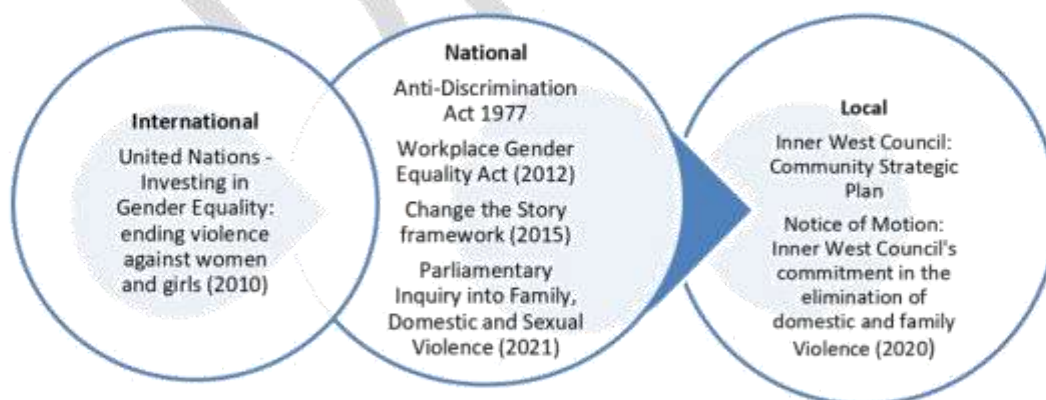 International
United Nations -
Investing in
Gender Equality:
ending violence
against women
and girls (2010)
National
Anti-Discrimination
Act 1977
Workplace Gender
Equality Act (2012)
Change the Story
framework (2015)
Parliamentary
Inquiry into Family,
Domestic and Sexual
Violence (2021)
Local
Inner West Council:
Community Strategic
Plan
Notice of Motion:
Inner West Council's
commitment in the
elimination of
domestic and family
Violence (2020)